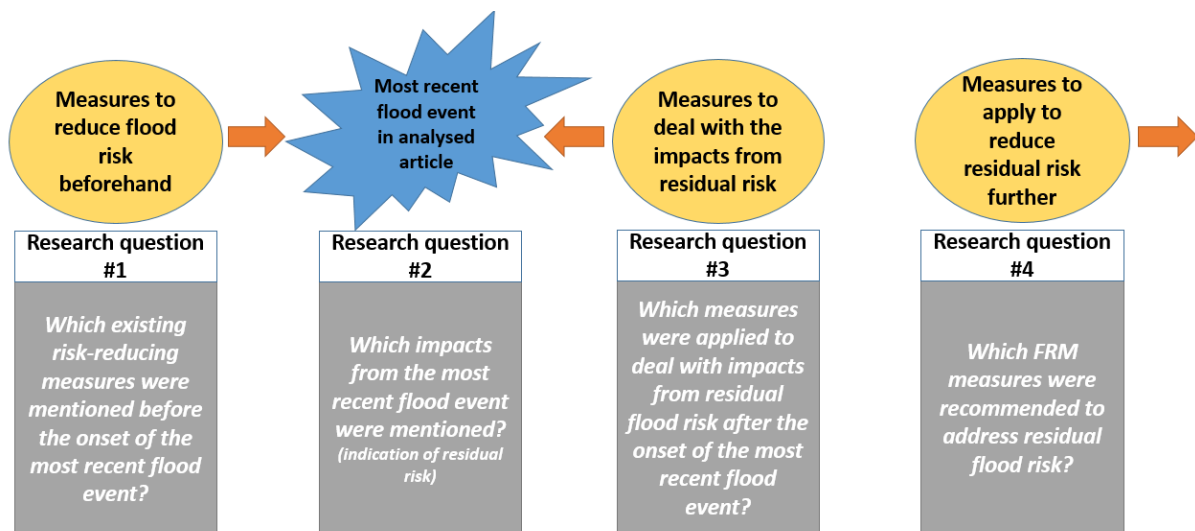 Measures to
reduce flood
risk
beforehand
Most recent
flood event
in analysed
article
Measures to
deal with the
impacts from
residual risk
Measures to
apply to
reduce
residual risk
further
Research question
#1
Which existing
risk-reducing
measures were
mentioned before
the onset of the
most recent flood
event?
Research question
#2
Which impacts
from the most
recent flood event
were mentioned?
(indication of residual
risk)
Research question
#3
Which measures
were applied to
deal with impacts
from residual
flood risk after the
onset of the most
recent flood
event?
Research question
#4
Which FRM
measures were
recommended to
address residual
flood risk?